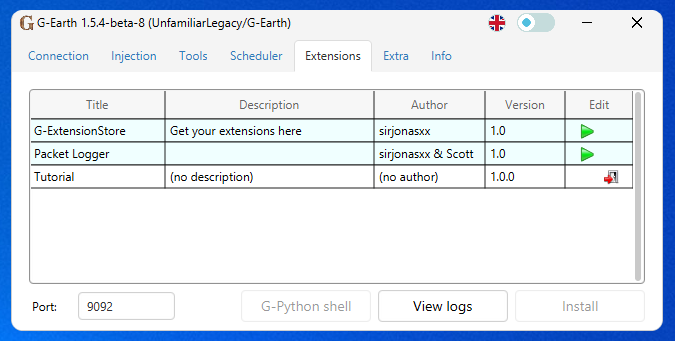 G-Earth 1.5.4-beta-8 (UnfamiliarLegacy/G-Earth)
Connection Injection Tools Scheduler Extensions Extra Info
Title Description Author Version Edit
G-ExtensionStore Get your extensions here sirjonasxx 1.0
Packet Logger sirjonasxx & Scott 1.0
Tutorial (no description) (no author) 1.0.0
Port: 9092 G-Python shell View logs Install